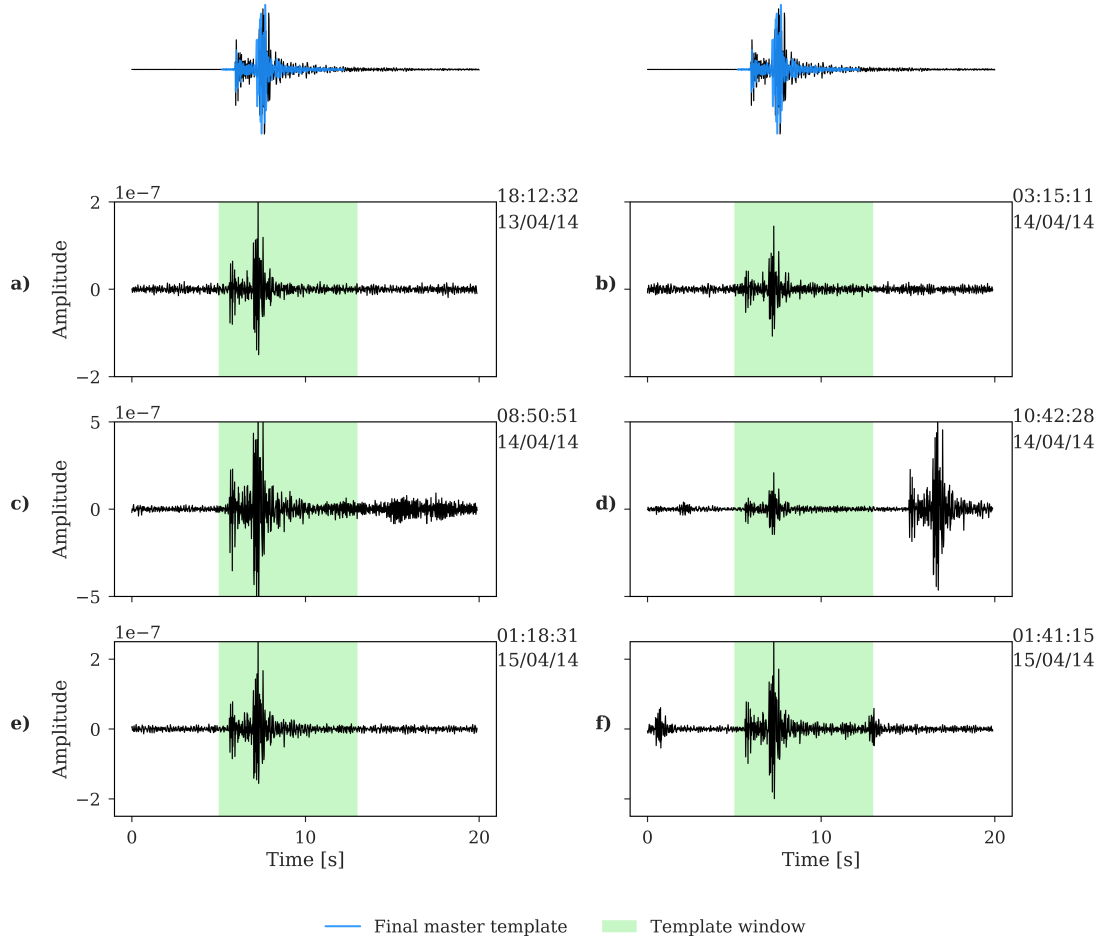 1e−7
18:12:32
13/04/14
03:15:11
14/04/14
a)
Amplitude
2
0
−2
b)
1e−7
08:50:51
14/04/14
10:42:28
14/04/14
c)
Amplitude
5
0
−5
d)
1e−7
01:18:31
15/04/14
01:41:15
15/04/14
e)
Amplitude
2
0
−2
f)
0 10 20
0 10 20
Time [s]
Time [s]
Final master template
Template window